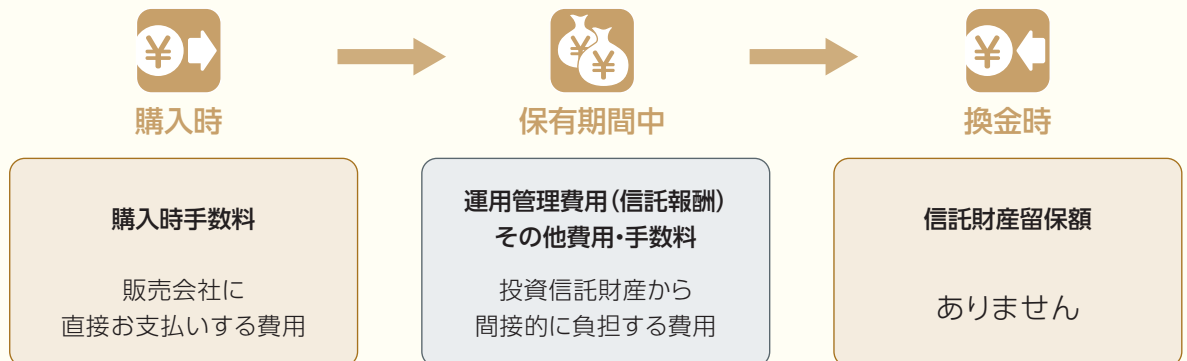 ¥
¥
¥
¥
購入時
保有期間中
換金時
購入時手数料
販売会社に
直接お支払いする費用
運用管理費用(信託報酬)
その他費用・手数料
投資信託財産から
間接的に負担する費用
信託財産留保額
ありません